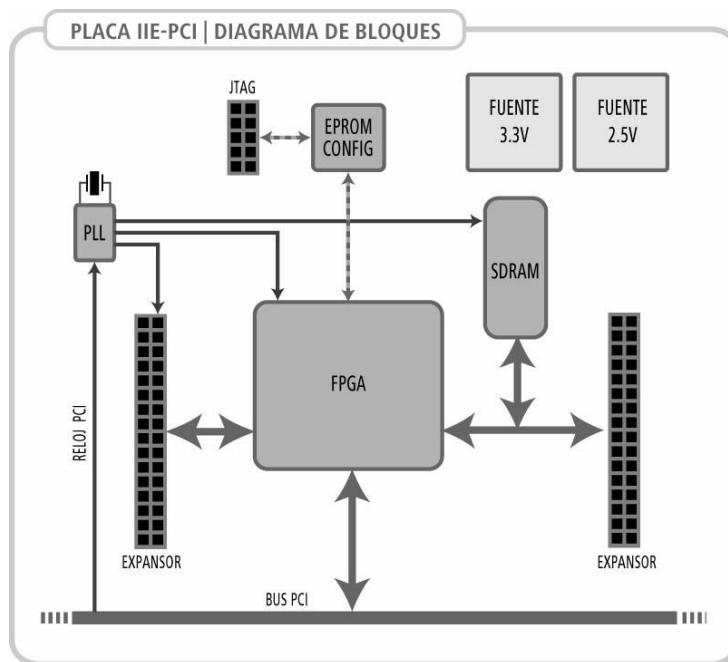 PLACA IIE-PCI | DIAGRAMA DE BLOQUES
JTAG
EPROM
CONFIG
FUENTE
3.3V
FUENTE
2.5V
PLL
SDRAM
FPGA
RELOJ PCI
EXPANSOR
EXPANSOR
BUS PCI